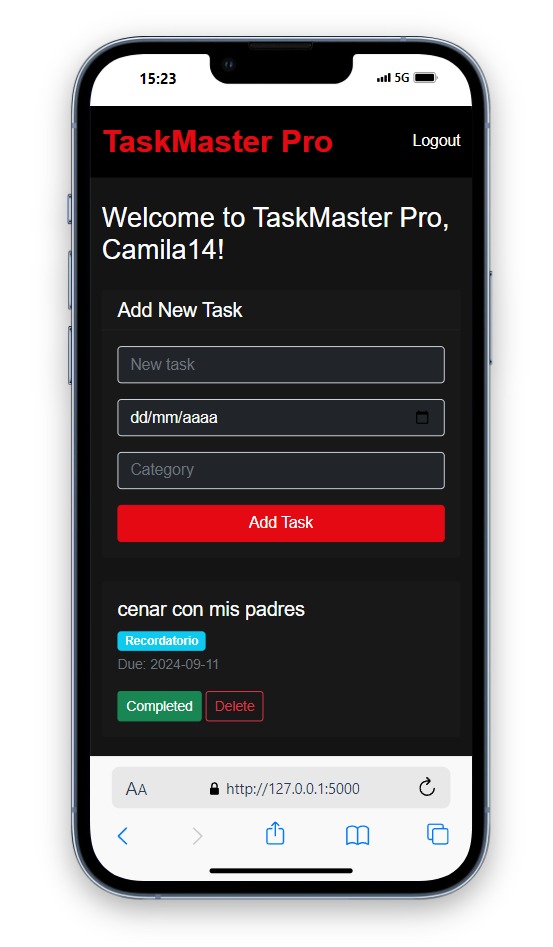 15:23
5G
TaskMaster Pro
Logout
Welcome to TaskMaster Pro,
Camila14!
Add New Task
New task
dd/mm/aaaa
Category
Add Task
cenar con mis padres
Recordatorio
Due: 2024-09-11
Completed Delete
AA
http://127.0.0.1:5000